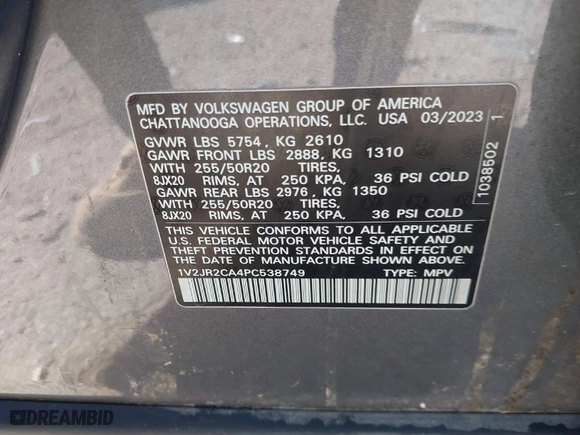 MFD BY VOLKSWAGEN GROUP OF AMERICA
CHATTANOOGA OPERATIONS, LLC. USA 03/2023
GVWR LBS 5754, KG 2610
GAWR FRONT LBS 2888, KG 1310
WITH 255/50R20 TIRES,
8JX20 RIMS, AT 250 KPA, 36 PSI COLD
GAWR REAR LBS 2976, KG 1350
WITH 255/50R20 TIRES,
8JX20 RIMS, AT 250 KPA, 36 PSI COLD
THIS VEHICLE CONFORMS TO ALL APPLICABLE
U.S. FEDERAL MOTOR VEHICLE SAFETY AND
THEFT PREVENTION STANDARDS IN EFFECT ON
THE DATE OF MANUFACTURE SHOWN ABOVE.
1V2JR2CA4PC538749 TYPE: MPV
1038502 1
DREAMBID